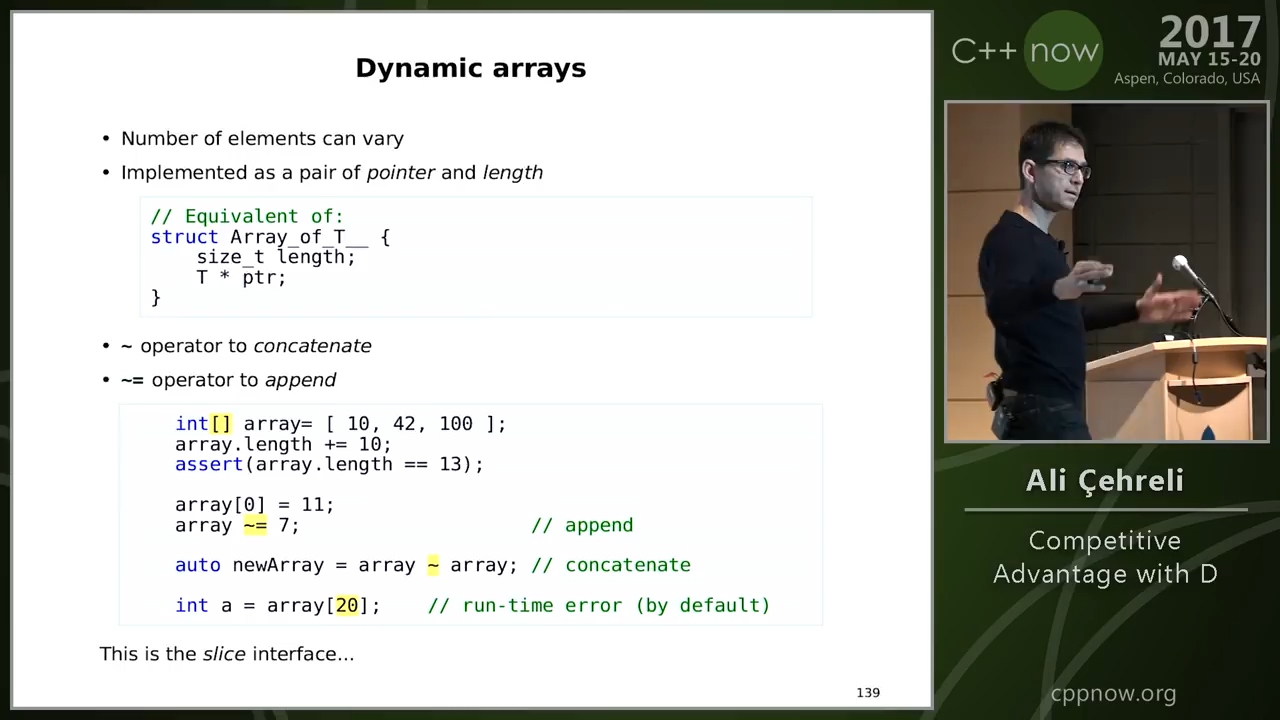 Dynamic arrays
• Number of elements can vary
• Implemented as a pair of pointer and length
// Equivalent of:
struct Array_of_T__ {
    size_t length;
    T * ptr;
}
• ~ operator to concatenate
• ~= operator to append
int[] array= [ 10, 42, 100 ];
array.length += 10;
assert(array.length == 13);
array[0] = 11;
array ~= 7; // append
auto newArray = array ~ array; // concatenate
int a = array[20]; // run-time error (by default)
This is the slice interface...
139
C++ now
2017
MAY 15-20
Aspen, Colorado, USA
Ali Çehreli
Competitive
Advantage with D
cppnow.org